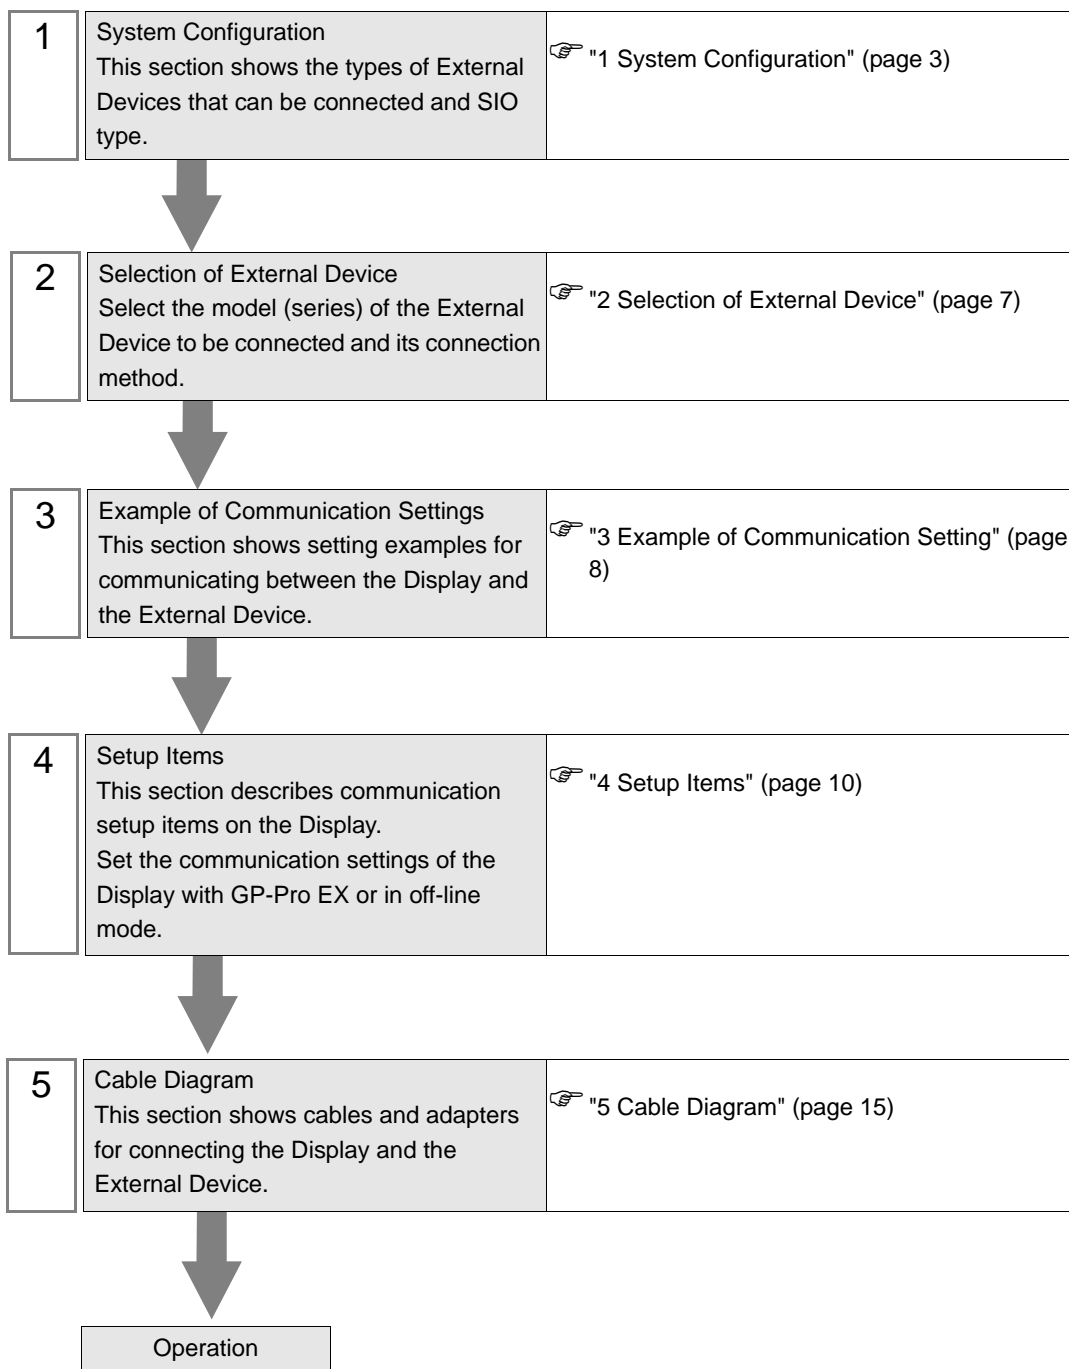 1
System Configuration
This section shows the types of External
Devices that can be connected and SIO
type.
"1 System Configuration" (page 3)
2
Selection of External Device
Select the model (series) of the External
Device to be connected and its connection
method.
"2 Selection of External Device" (page 7)
3
Example of Communication Settings
This section shows setting examples for
communicating between the Display and
the External Device.
"3 Example of Communication Setting" (page
8)
4
Setup Items
This section describes communication
setup items on the Display.
Set the communication settings of the
Display with GP-Pro EX or in off-line
mode.
"4 Setup Items" (page 10)
5
Cable Diagram
This section shows cables and adapters
for connecting the Display and the
External Device.
"5 Cable Diagram" (page 15)
Operation